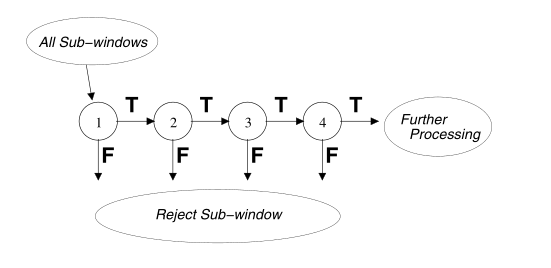 All Sub-windows
T T T T
1 2 3 4
Further
Processing
F F F F
Reject Sub-window